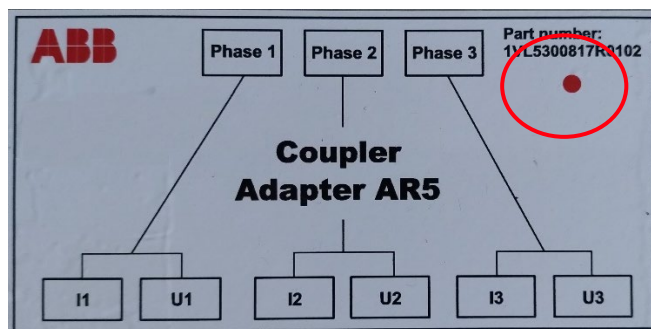 ABB
Phase 1
Phase 2
Phase 3
Part number:
1VL5300817R0102
Coupler
Adapter AR5
I1
U1
I2
U2
I3
U3